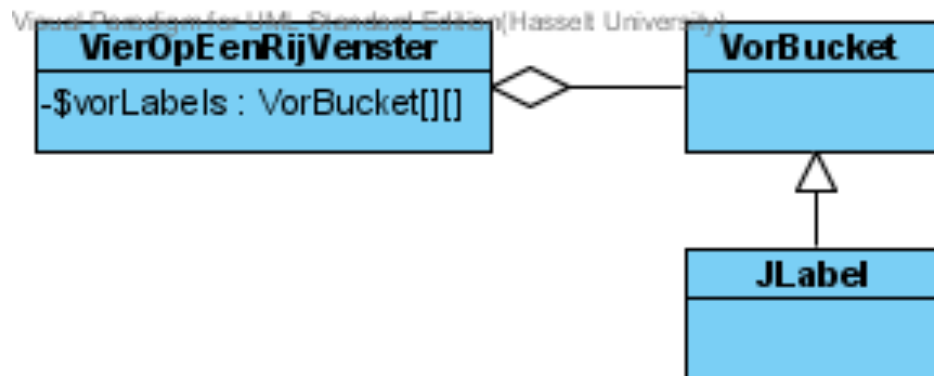 Visual Paradigm for UML Standard Edition(Hasselt University)
VierOpEenRijVenster
-$vorLabels : VorBucket[][]
VorBucket
JLabel